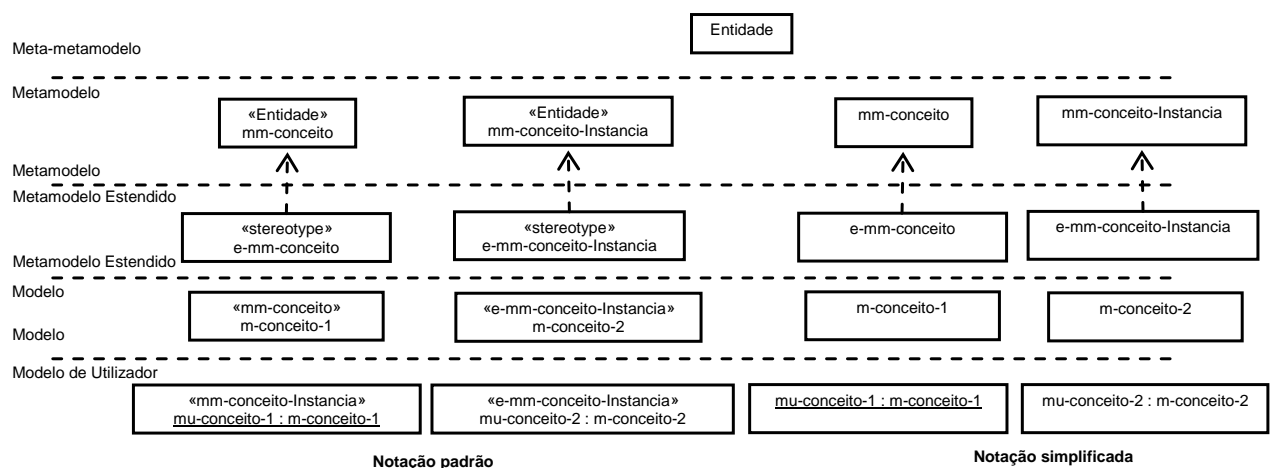 Entidade
Meta-metamodelo
Metamodelo
«Entidade»
mm-conceito
«Entidade»
mm-conceito-Instancia
mm-conceito
mm-conceito-Instancia
Metamodelo
Metamodelo Estendido
«stereotype»
e-mm-conceito
«stereotype»
e-mm-conceito-Instancia
e-mm-conceito
e-mm-conceito-Instancia
Metamodelo Estendido
Modelo
«mm-conceito»
m-conceito-1
«e-mm-conceito-Instancia»
m-conceito-2
m-conceito-1
m-conceito-2
Modelo
Modelo de Utilizador
«mm-conceito-Instancia»
mu-conceito-1 : m-conceito-1
«e-mm-conceito-Instancia»
mu-conceito-2 : m-conceito-2
mu-conceito-1 : m-conceito-1
mu-conceito-2 : m-conceito-2
Notação padrão
Notação simplificada